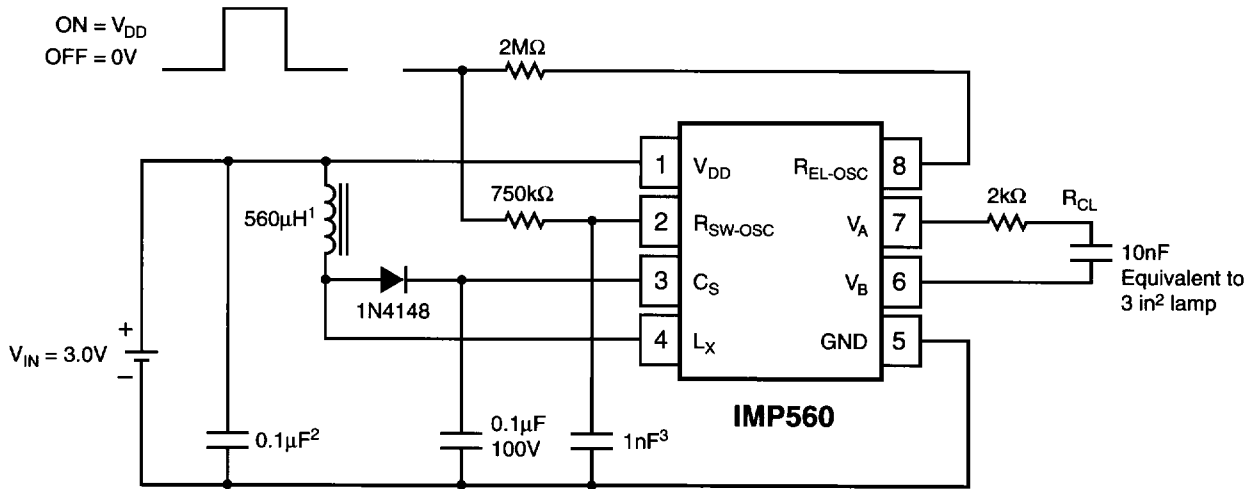 ON = VDD
OFF = 0V
2MΩ
1 VDD
REL-OSC 8
560µH¹
750kΩ
2 RSW-OSC
VA 7
2kΩ
RCL
1N4148
3 CS
VB 6
10nF
Equivalent to
3 in² lamp
4 LX
GND 5
+
VIN = 3.0V
–
IMP560
0.1µF²
0.1µF
100V
1nF³